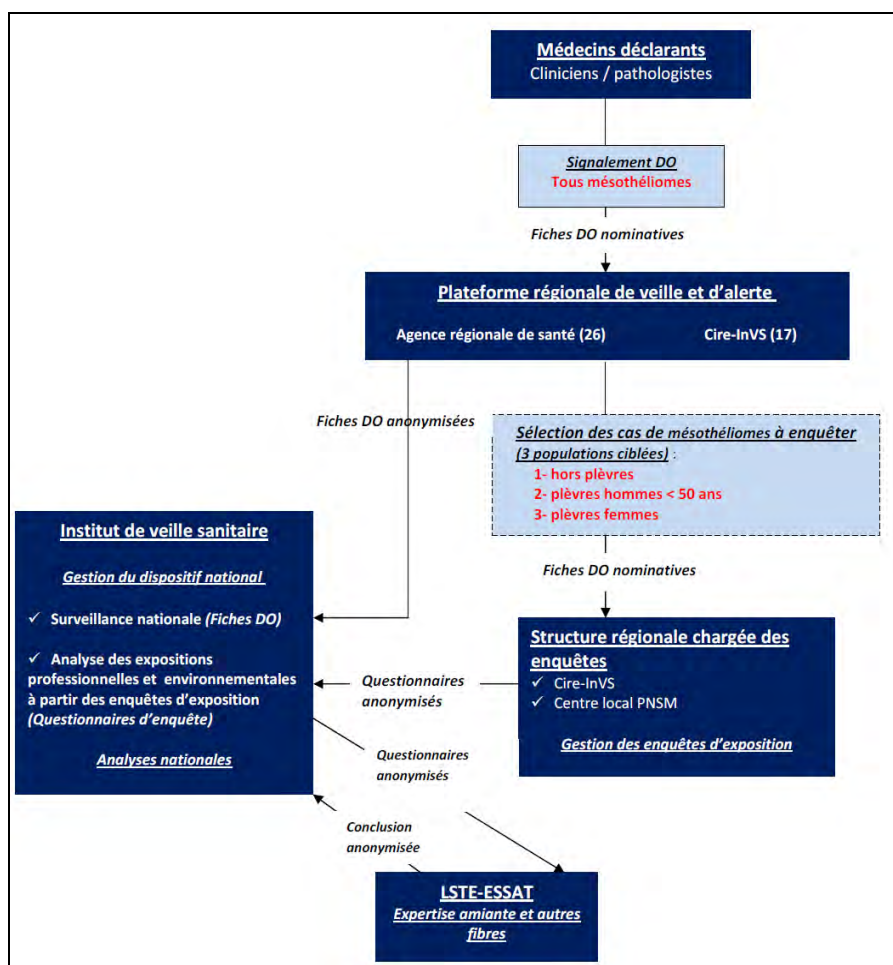 Médecins déclarants
Cliniciens / pathologistes
Signalement DO
Tous mésothéliomes
Fiches DO nominatives
Plateforme régionale de veille et d'alerte
Agence régionale de santé (26)
Cire-InVS (17)
Fiches DO anonymisées
Sélection des cas de mésothéliomes à enquêter
(3 populations ciblées) :
1- hors plèvres
2- plèvres hommes < 50 ans
3- plèvres femmes
Fiches DO nominatives
Institut de veille sanitaire
Gestion du dispositif national
✓ Surveillance nationale (Fiches DO)
✓ Analyse des expositions
professionnelles et environnementales
à partir des enquêtes d'exposition
(Questionnaires d'enquête)
Analyses nationales
Structure régionale chargée des
enquêtes
✓ Cire-InVS
✓ Centre local PNSM
Gestion des enquêtes d'exposition
Questionnaires
anonymisés
Questionnaires
anonymisés
Conclusion
anonymisée
LSTE-ESSAT
Expertise amiante et autres
fibres